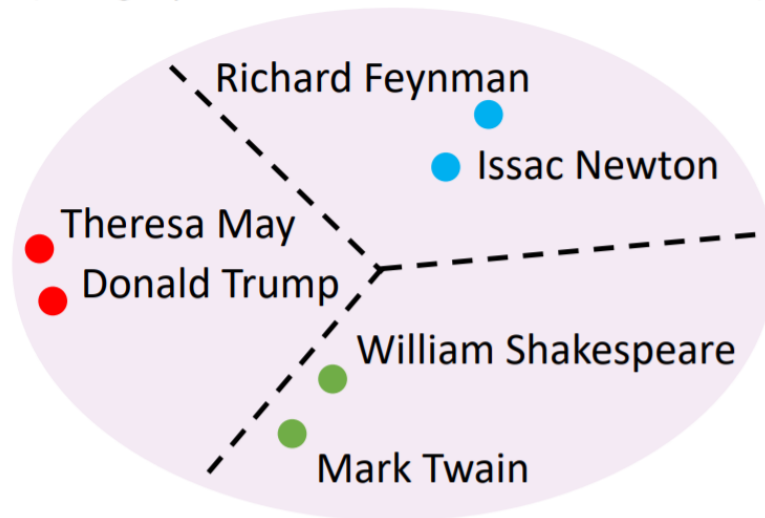 Richard Feynman
Issac Newton
Theresa May
Donald Trump
William Shakespeare
Mark Twain